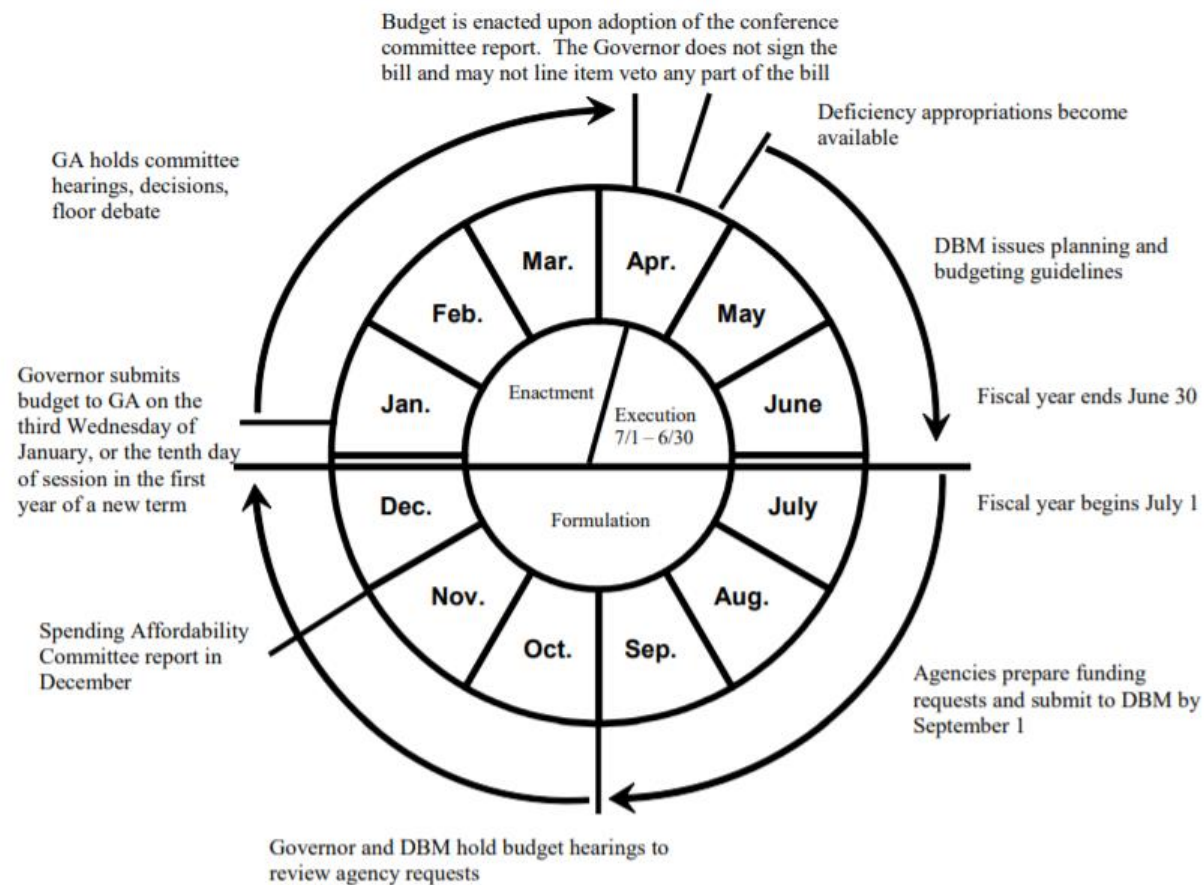 Budget is enacted upon adoption of the conference
committee report. The Governor does not sign the
bill and may not line item veto any part of the bill
Deficiency appropriations become
available
GA holds committee
hearings, decisions,
floor debate
DBM issues planning and
budgeting guidelines
Mar.
Apr.
Feb.
May
Jan.
June
Enactment
Execution
7/1 – 6/30
Governor submits
budget to GA on the
third Wednesday of
January, or the tenth day
of session in the first
year of a new term
Fiscal year ends June 30
Fiscal year begins July 1
Dec.
July
Formulation
Nov.
Aug.
Oct.
Sep.
Spending Affordability
Committee report in
December
Agencies prepare funding
requests and submit to DBM by
September 1
Governor and DBM hold budget hearings to
review agency requests